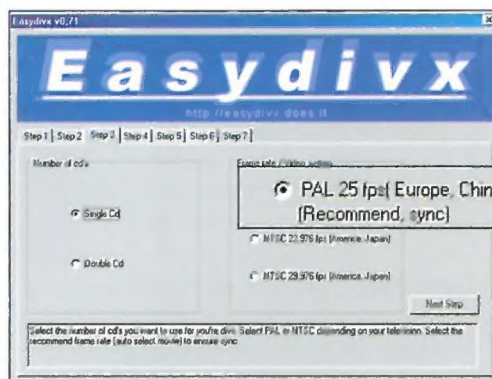 Easydivx v0,71
Easydivx
http //easydivx does it
Step 1 Step 2 Step 3 Step 4 Step 5 Step 6 Step 7
Number of cd's
Frame rate / Video system
Single Cd
PAL 25 fps( Europe, Chin
(Recommend, sync)
NTSC 23,976 fps (America, Japan)
Double Cd
NTSC 29,976 fps (America, Japan)
Next Step
Select the number of cd's you want to use for you're divx. Select PAL or NTSC depending on your television. Select the
recommend frame rate (auto select movie) to ensure sync